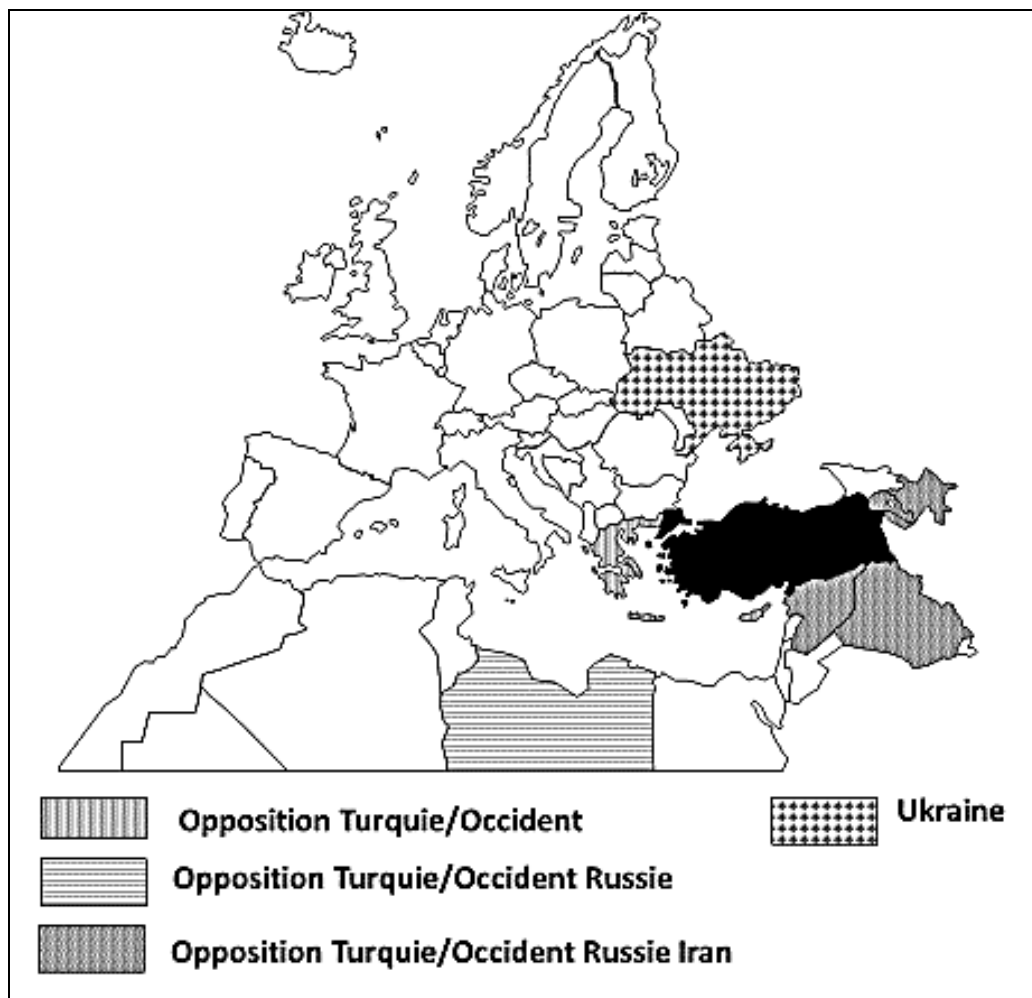 Opposition Turquie/Occident
Ukraine
Opposition Turquie/Occident Russie
Opposition Turquie/Occident Russie Iran